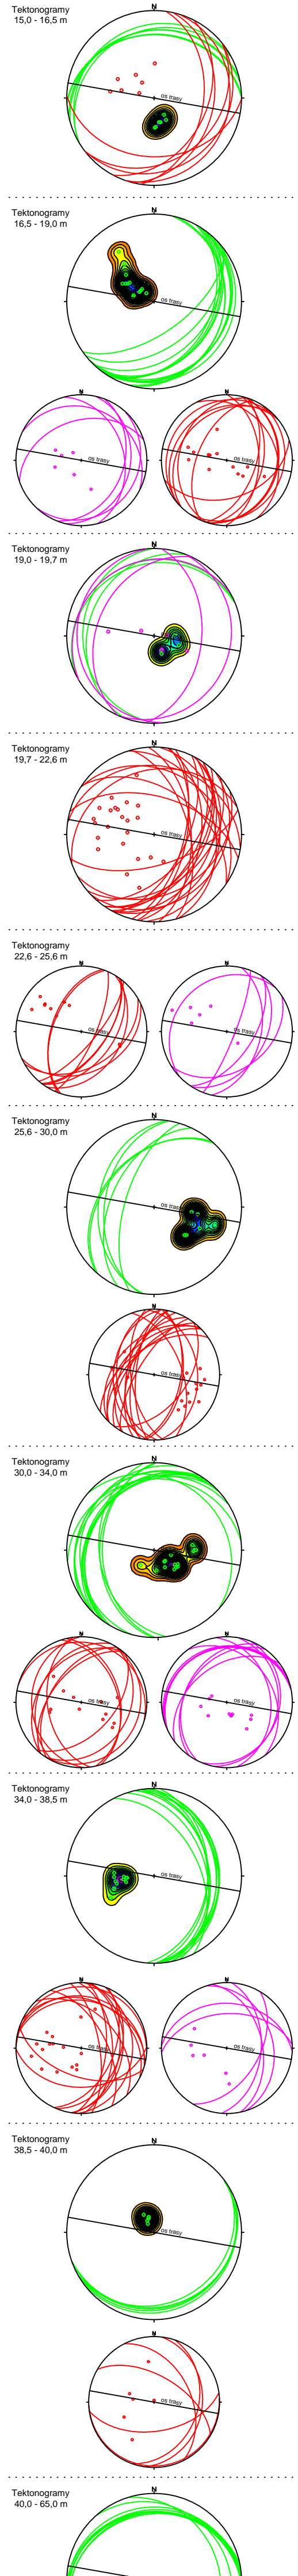 Tektonogramy
15,0 - 16,5 m
N
os trasy
Tektonogramy
16,5 - 19,0 m
N
N
os trasy
N
os trasy
Tektonogramy
19,0 - 19,7 m
N
os trasy
Tektonogramy
19,7 - 22,6 m
N
os trasy
Tektonogramy
22,6 - 25,6 m
N
os trasy
N
os trasy
Tektonogramy
25,6 - 30,0 m
N
os trasy
N
os trasy
Tektonogramy
30,0 - 34,0 m
N
os trasy
N
os trasy
N
os trasy
Tektonogramy
34,0 - 38,5 m
N
os trasy
N
os trasy
N
os trasy
Tektonogramy
38,5 - 40,0 m
N
os trasy
N
os trasy
Tektonogramy
40,0 - 65,0 m
N